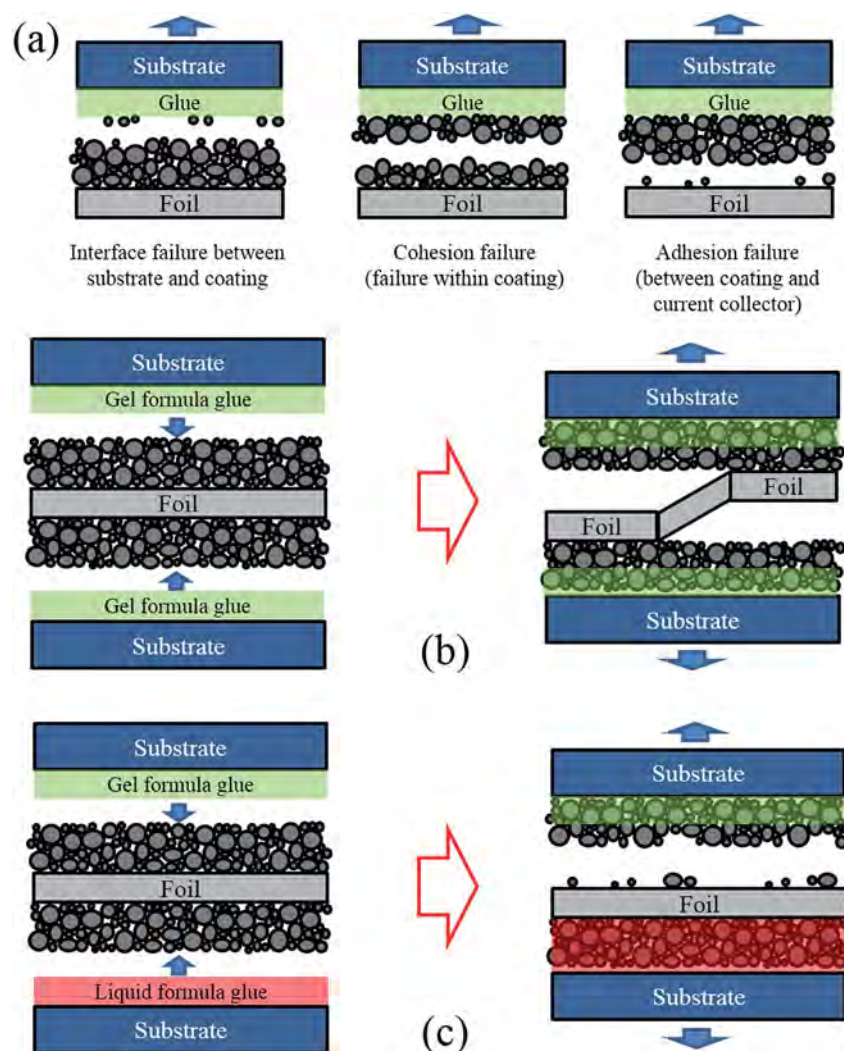 (a)
Substrate
Glue
Foil
Interface failure between
substrate and coating
Substrate
Glue
Foil
Cohesion failure
(failure within coating)
Substrate
Glue
Foil
Adhesion failure
(between coating and
current collector)
Substrate
Gel formula glue
Foil
Gel formula glue
Substrate
Substrate
Foil
Foil
Substrate
(b)
Substrate
Gel formula glue
Foil
Liquid formula glue
Substrate
Substrate
Foil
Substrate
(c)